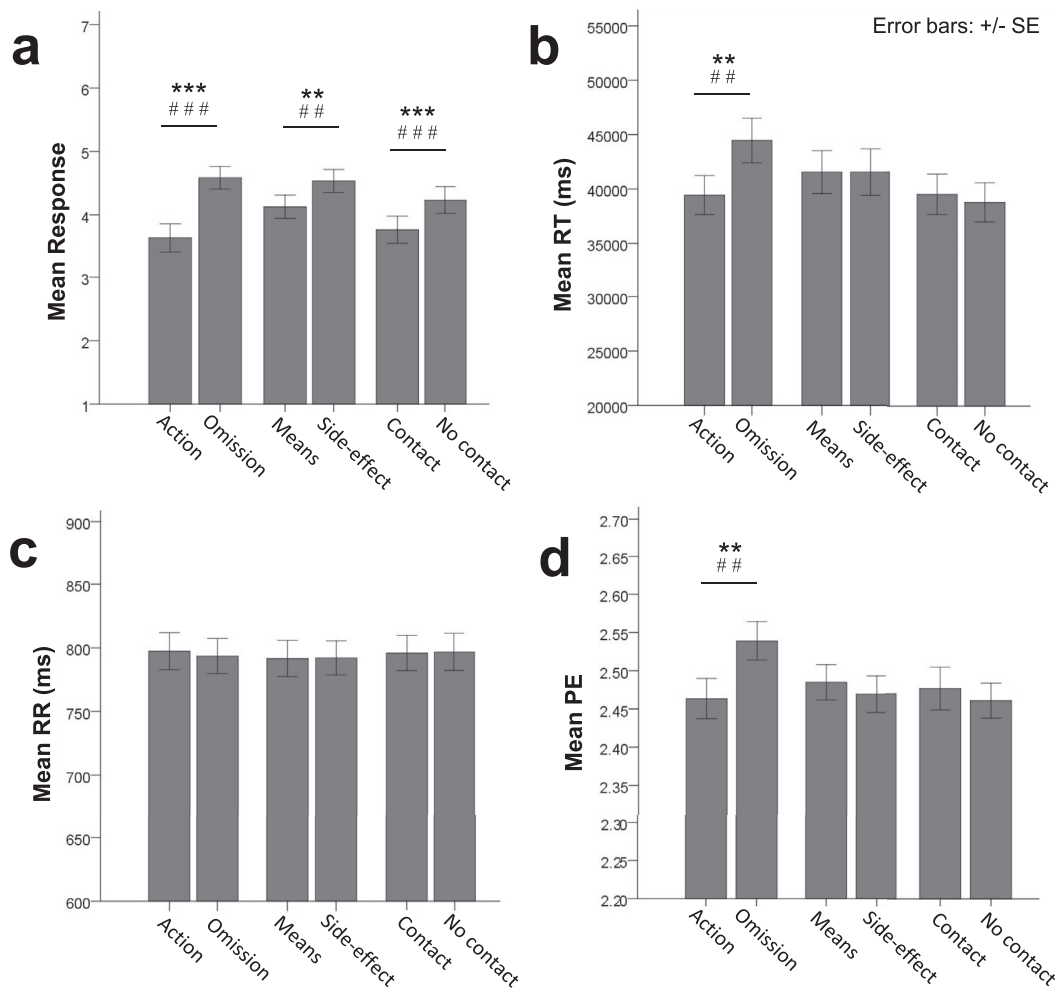 a
Mean Response
7
6
5
4
3
2
1
***
# # #
**
# #
***
# # #
Action
Omission
Means
Side-effect
Contact
No contact
b
Error bars: +/- SE
Mean RT (ms)
55000
50000
45000
40000
35000
30000
25000
20000
**
# #
Action
Omission
Means
Side-effect
Contact
No contact
c
Mean RR (ms)
900
850
800
750
700
650
600
Action
Omission
Means
Side-effect
Contact
No contact
d
Mean PE
2.70
2.65
2.60
2.55
2.50
2.45
2.40
2.35
2.30
2.25
2.20
**
# #
Action
Omission
Means
Side-effect
Contact
No contact